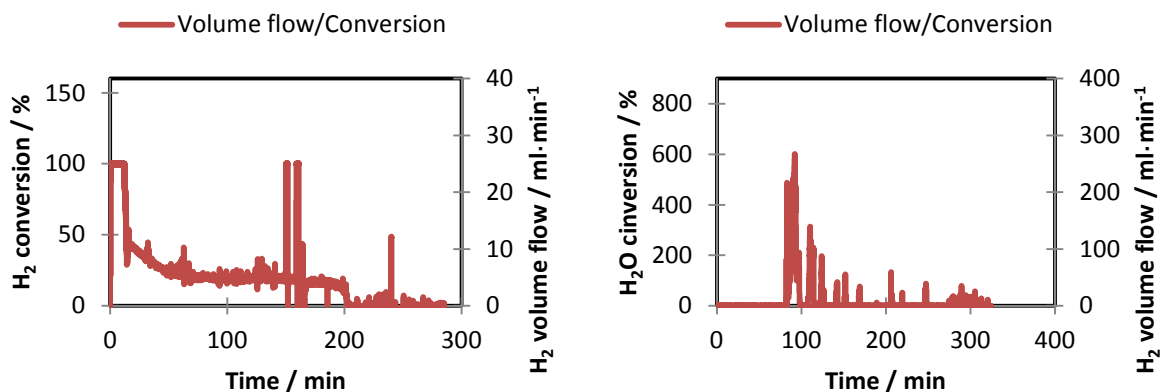 Volume flow/Conversion
H₂ conversion / %
150
100
50
0
40
30
20
10
0
H₂ volume flow / ml·min⁻¹
0 100 200 300
Time / min
Volume flow/Conversion
H₂O cinversion / %
800
600
400
200
0
400
300
200
100
0
H₂ volume flow / ml·min⁻¹
0 100 200 300 400
Time / min